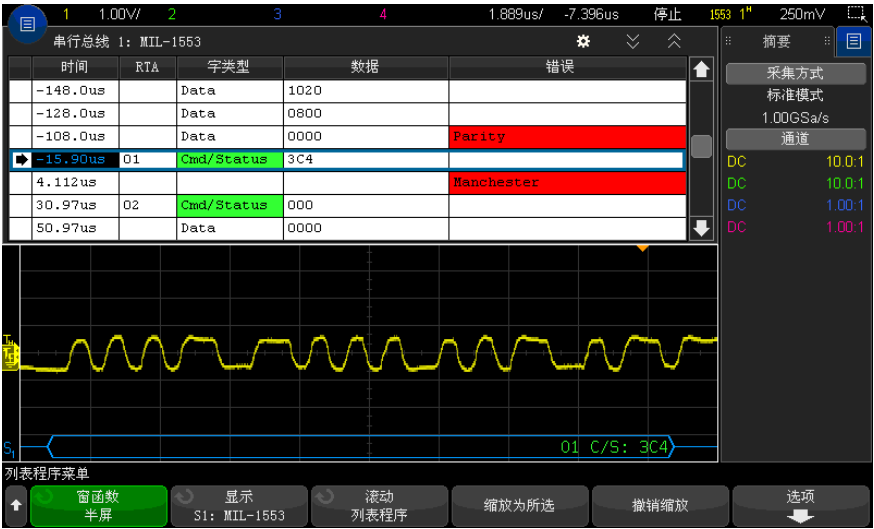 1 1.00V/ 2 3 4 1.889us/ -7.396us 停止 1553 1ᴴ 250mV
串行总线 1: MIL-1553
时间 RTA 字类型 数据 错误
-148.0us Data 1020
-128.0us Data 0800
-108.0us Data 0000 Parity
-15.90us 01 Cmd/Status 3C4
4.112us Manchester
30.97us 02 Cmd/Status 000
50.97us Data 0000
摘要
采集方式
标准模式
1.00GSa/s
通道
DC 10.0:1
DC 10.0:1
DC 1.00:1
DC 1.00:1
S₁ 01 C/S: 3C4
列表程序菜单
窗函数
半屏
显示
S1: MIL-1553
滚动
列表程序
缩放为所选
撤销缩放
选项